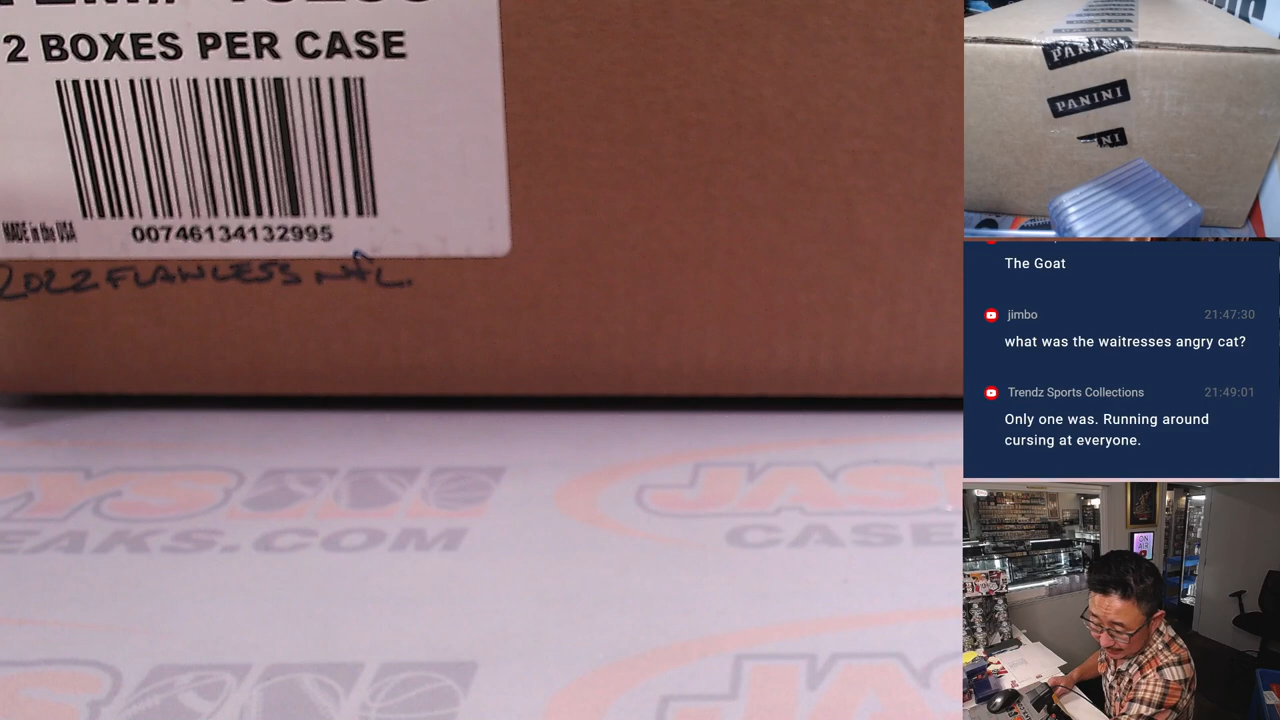 2 BOXES PER CASE
MADE in the USA
00746134132995
2022 FLAWLESS NFL.
PANINI
PANINI
The Goat
jimbo 21:47:30
what was the waitresses angry cat?
Trendz Sports Collections 21:49:01
Only one was. Running around
cursing at everyone.
ON
AIR
CASE
EAKS.COM